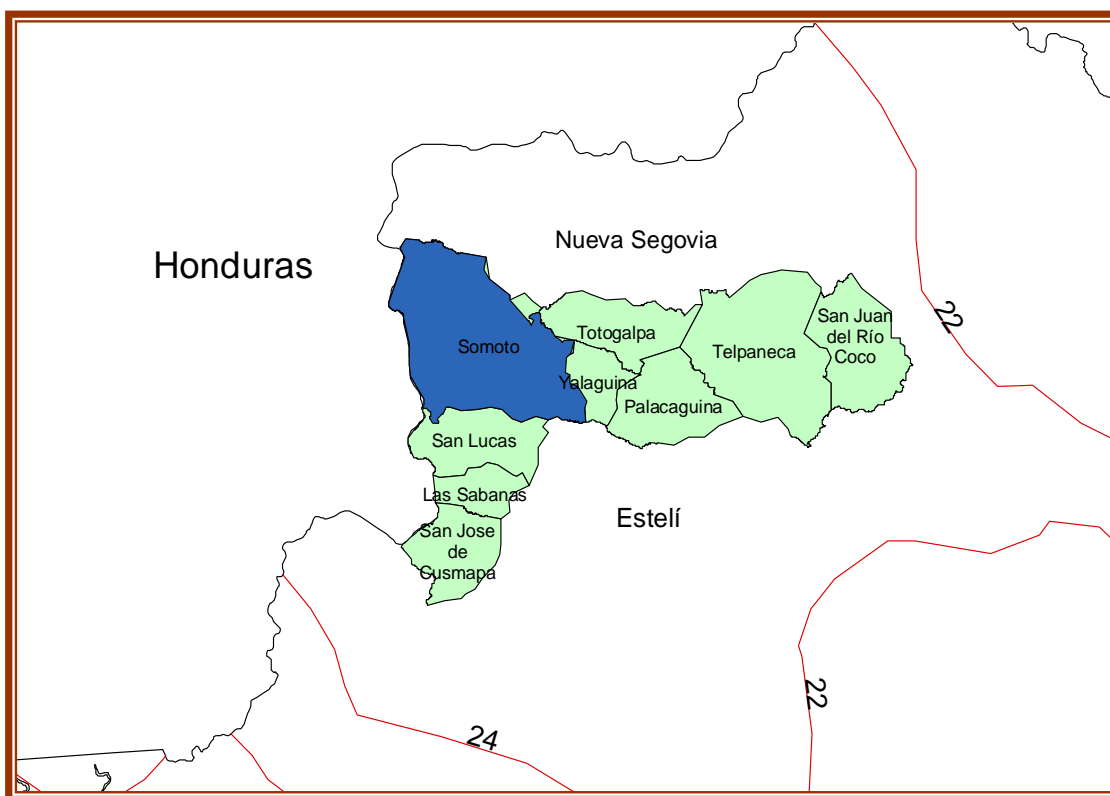 Nueva Segovia
Honduras
San Juan
del Río
Coco
22
Totogalpa
Somoto
Telpaneca
Yalaguina
Palacaguina
San Lucas
Las Sabanas
Estelí
San Jose
de
Cusmapa
22
24